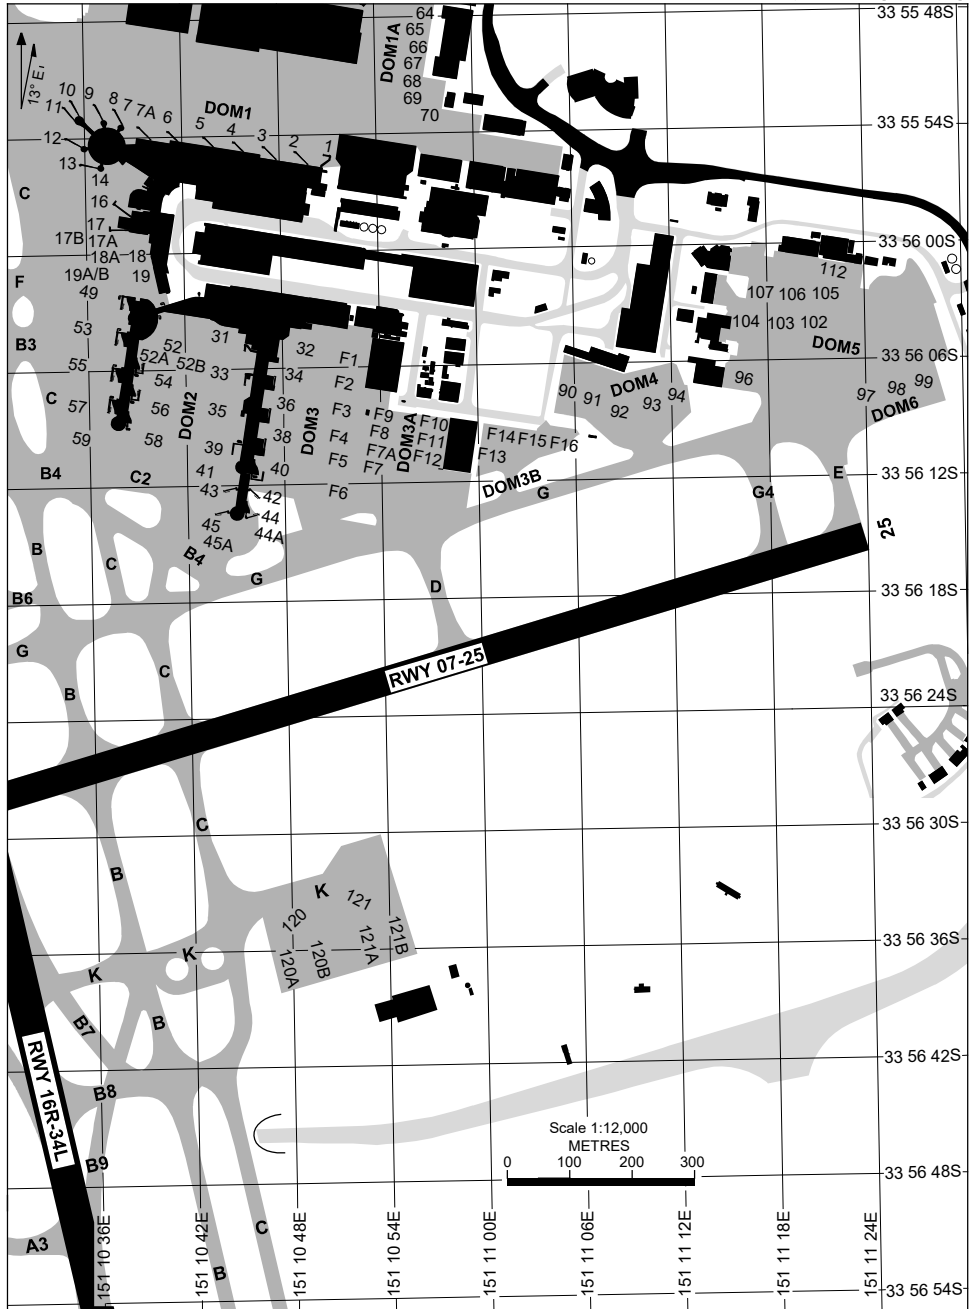 64
65
66
67
68
69
70
DOM1A
33 55 48S
13° E
10
9
8
7
7A
6
DOM1
5
4
3
2
1
11
12
13
14
16
17
17B
17A
18A
18
19A/B
19
49
33 55 54S
C
F
B3
C
33 56 00S
112
107
106
105
104
103
102
DOM5
33 56 06S
53
52
52A
52B
55
54
57
56
59
58
DOM2
31
32
33
34
35
36
39
38
41
40
43
42
45
44
45A
44A
DOM3
F1
F2
F3
F4
F5
F6
F9
F8
F7A
F7
DOM3A
F10
F11
F12
F13
F14
F15
F16
DOM3B
90
91
92
93
94
DOM4
96
97
98
99
DOM6
33 56 12S
B4
C2
B4
G
G4
E
25
B
C
G
D
B6
33 56 18S
G
B
C
RWY 07-25
33 56 24S
C
33 56 30S
B
K
120
121
120A
120B
121A
121B
33 56 36S
K
K
B7
B
33 56 42S
RWY 16R-34L
B8
B9
Scale 1:12,000
METRES
0 100 200 300
33 56 48S
A3
C
B
151 10 36E
151 10 42E
151 10 48E
151 10 54E
151 11 00E
151 11 06E
151 11 12E
151 11 18E
151 11 24E
33 56 54S